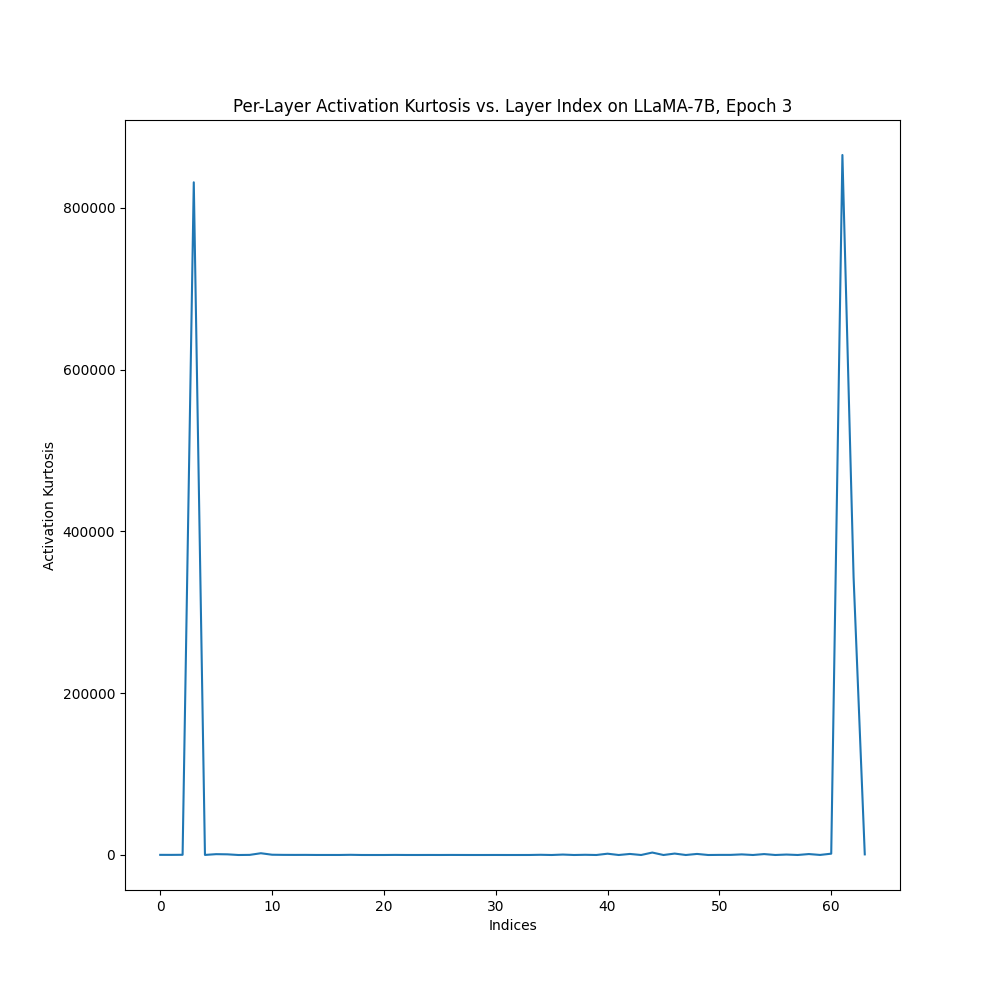 Per-Layer Activation Kurtosis vs. Layer Index on LLaMA-7B, Epoch 3
800000
600000
400000
200000
0
Activation Kurtosis
0 10 20 30 40 50 60
Indices